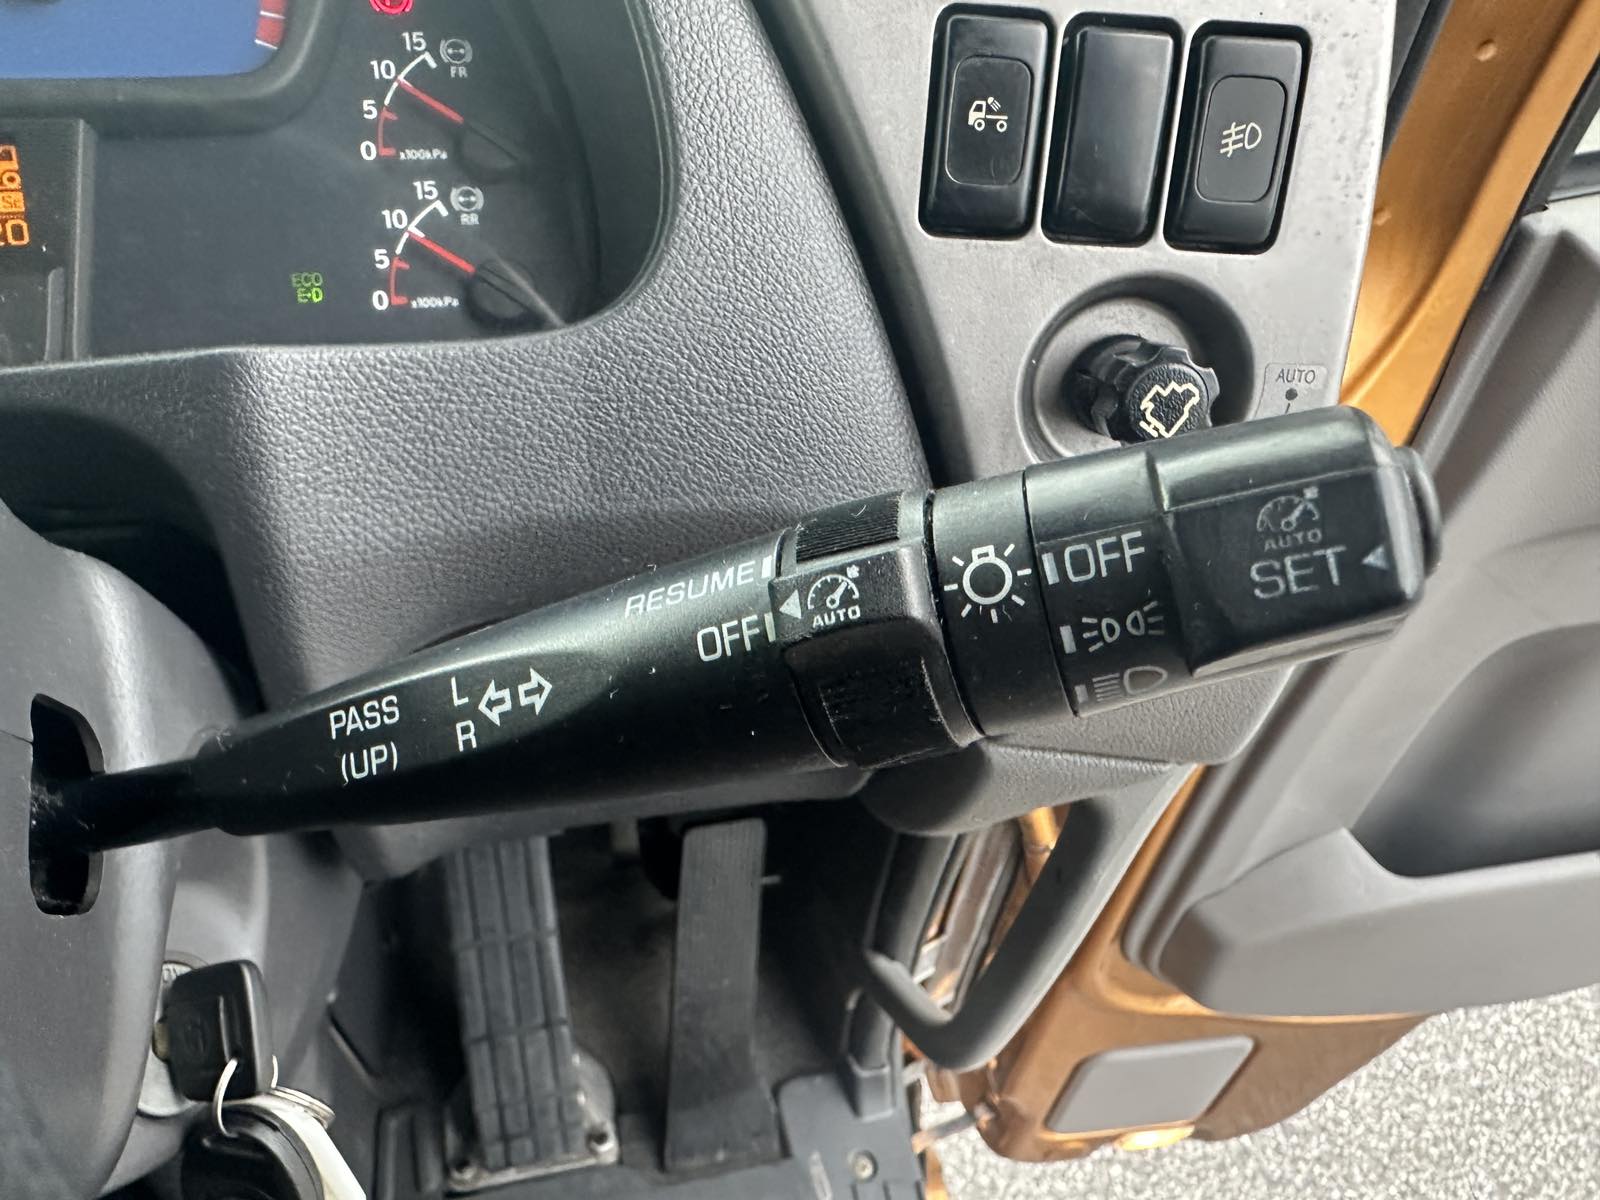 15
10
5
0
x100kPa
FR
15
10
5
0
x100kPa
RR
ECO
E-D
20
AUTO
RESUME
OFF
AUTO
OFF
AUTO
SET
PASS
(UP)
L
R